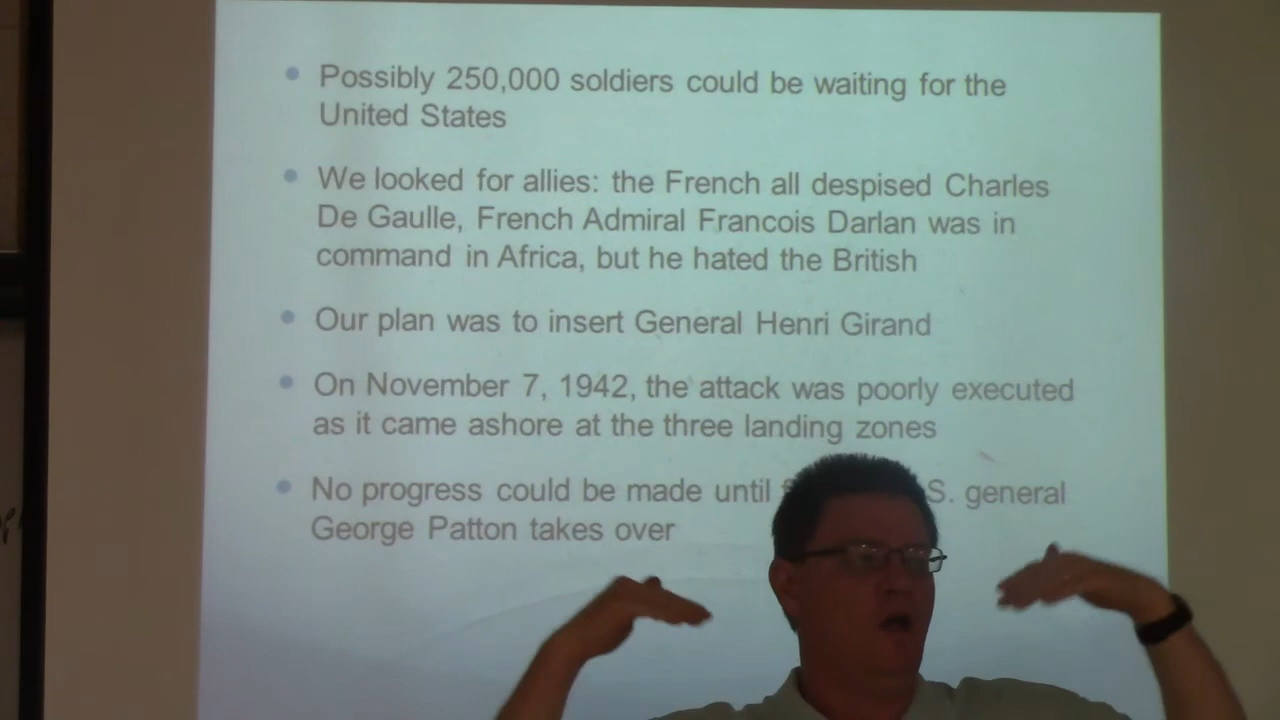 Possibly 250,000 soldiers could be waiting for the
United States
We looked for allies: the French all despised Charles
De Gaulle, French Admiral Francois Darlan was in
command in Africa, but he hated the British
Our plan was to insert General Henri Girand
On November 7, 1942, the attack was poorly executed
as it came ashore at the three landing zones
No progress could be made until S. general
George Patton takes over